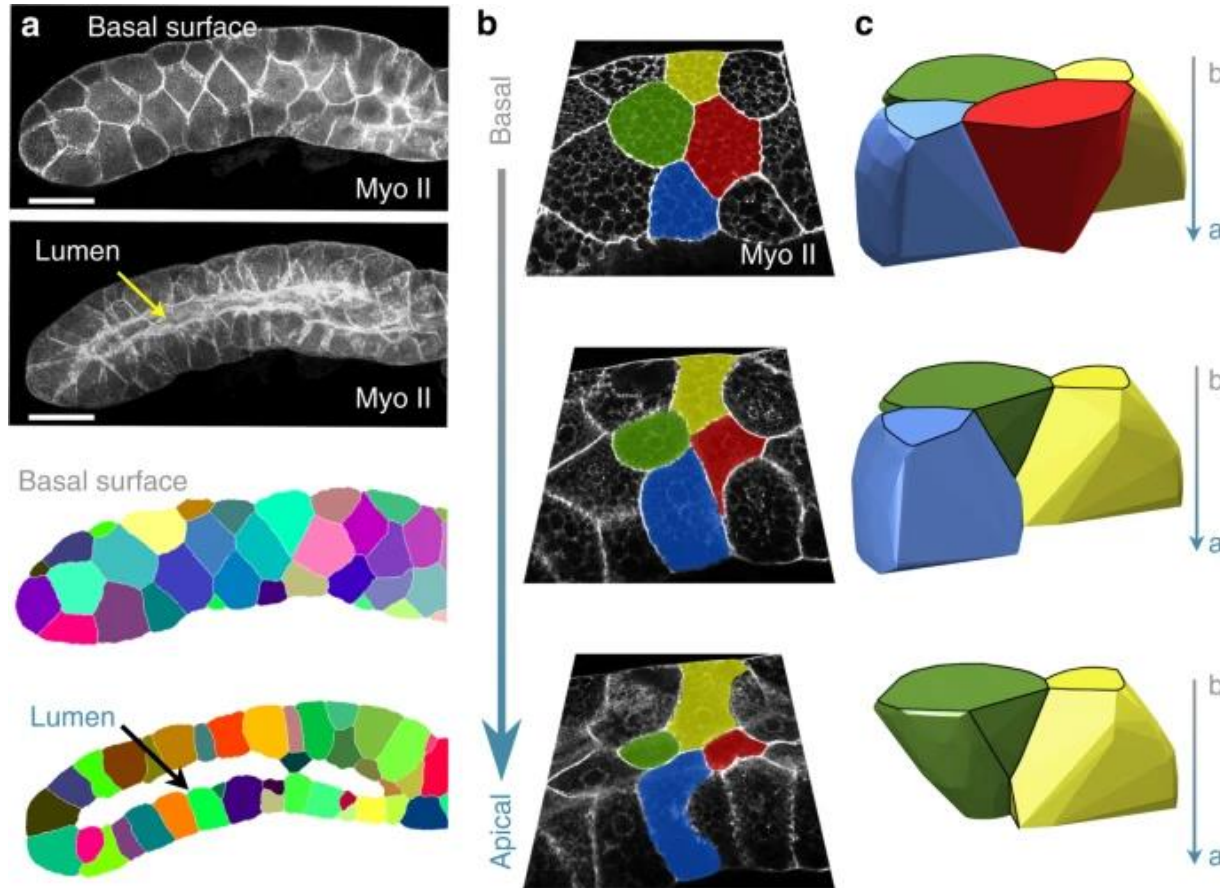 a
Basal surface
Myo II
Lumen
Myo II
Basal surface
Lumen
b
Basal
Apical
Myo II
c
b
a
b
a
b
a